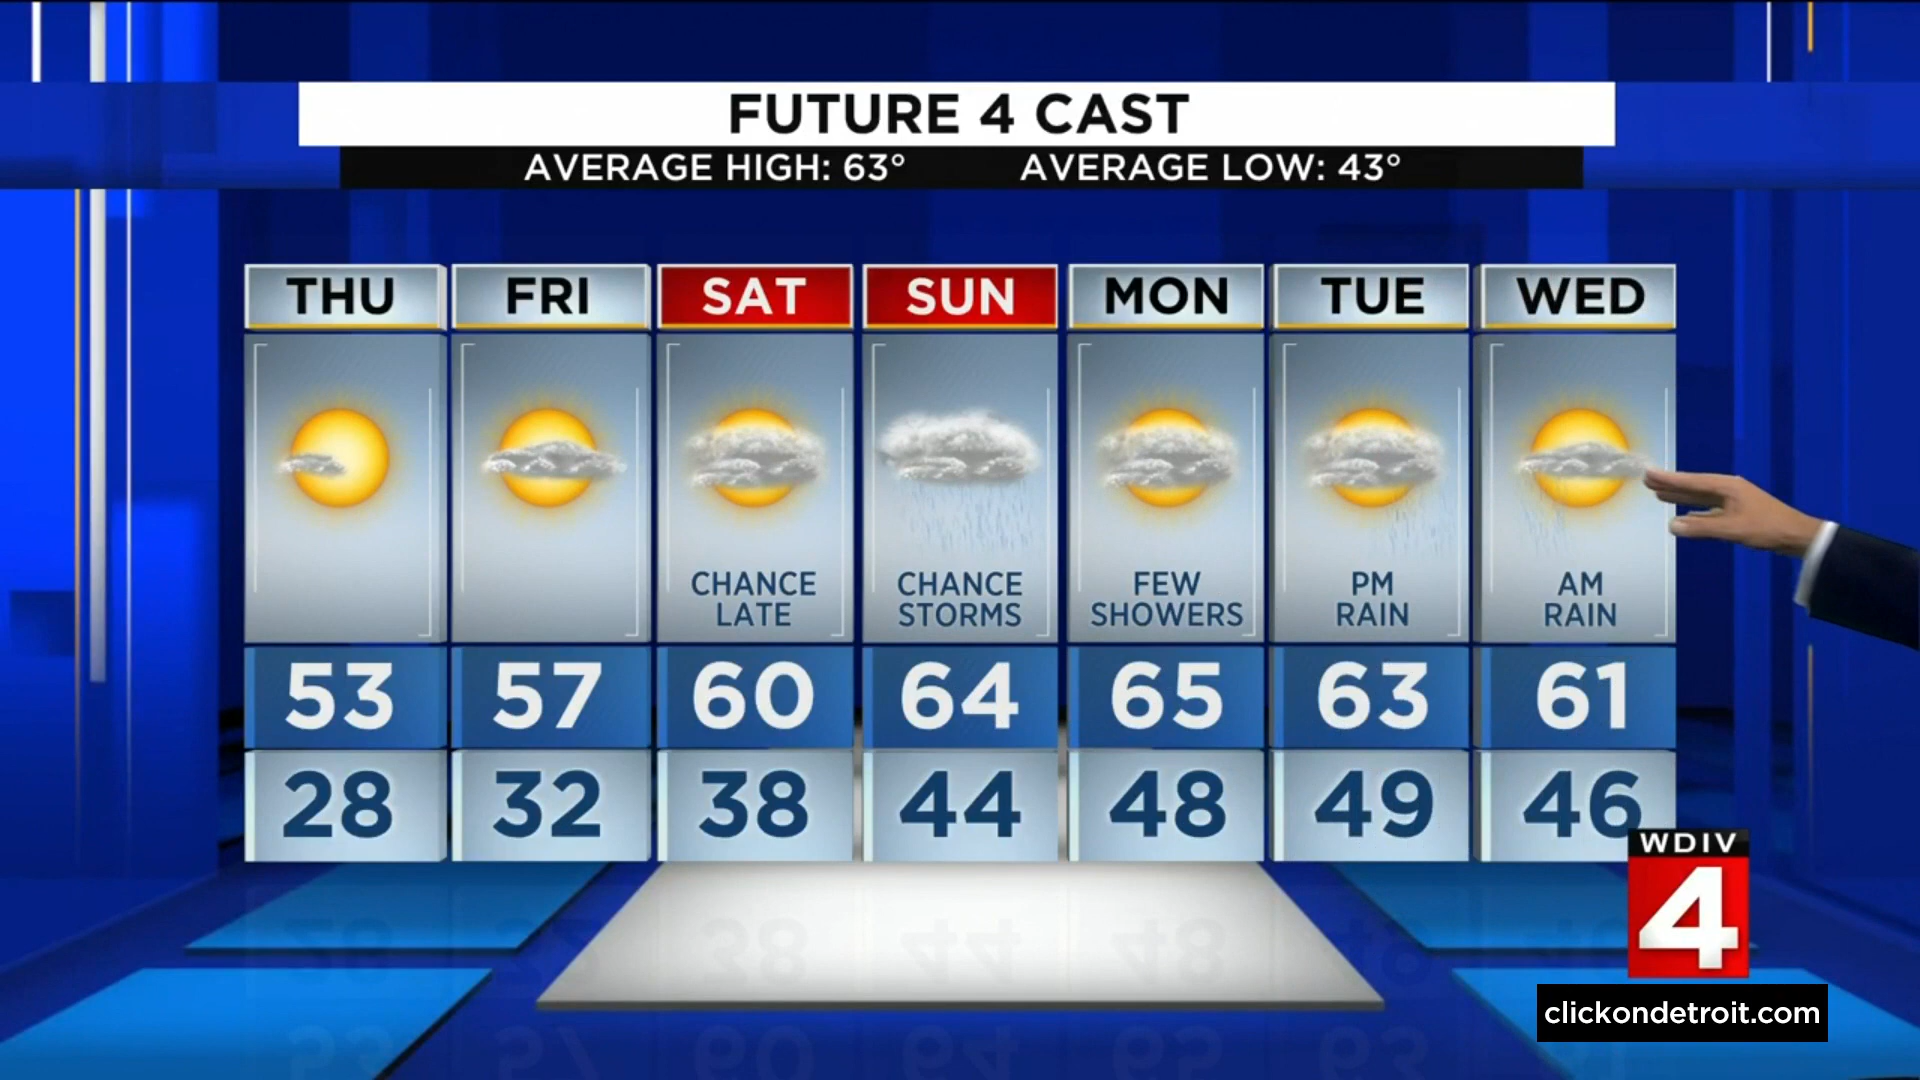 FUTURE 4 CAST
AVERAGE HIGH: 63° AVERAGE LOW: 43°
THU FRI SAT SUN MON TUE WED
CHANCE LATE
CHANCE STORMS
FEW SHOWERS
PM RAIN
AM RAIN
53 57 60 64 65 63 61
28 32 38 44 48 49 46
WDIV
4
clickondetroit.com